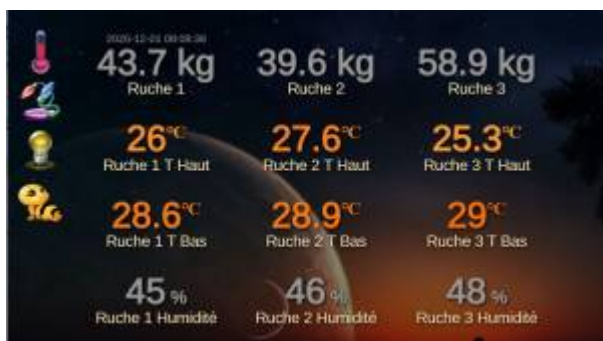 43.7 kg 39.6 kg 58.9 kg
Ruche 1 Ruche 2 Ruche 3
26°C 27.6°C 25.3°C
Ruche 1 T Haut Ruche 2 T Haut Ruche 3 T Haut
28.6°C 28.9°C 29°C
Ruche 1 T Bas Ruche 2 T Bas Ruche 3 T Bas
45 % 46 % 48 %
Ruche 1 Humidité Ruche 2 Humidité Ruche 3 Humidité